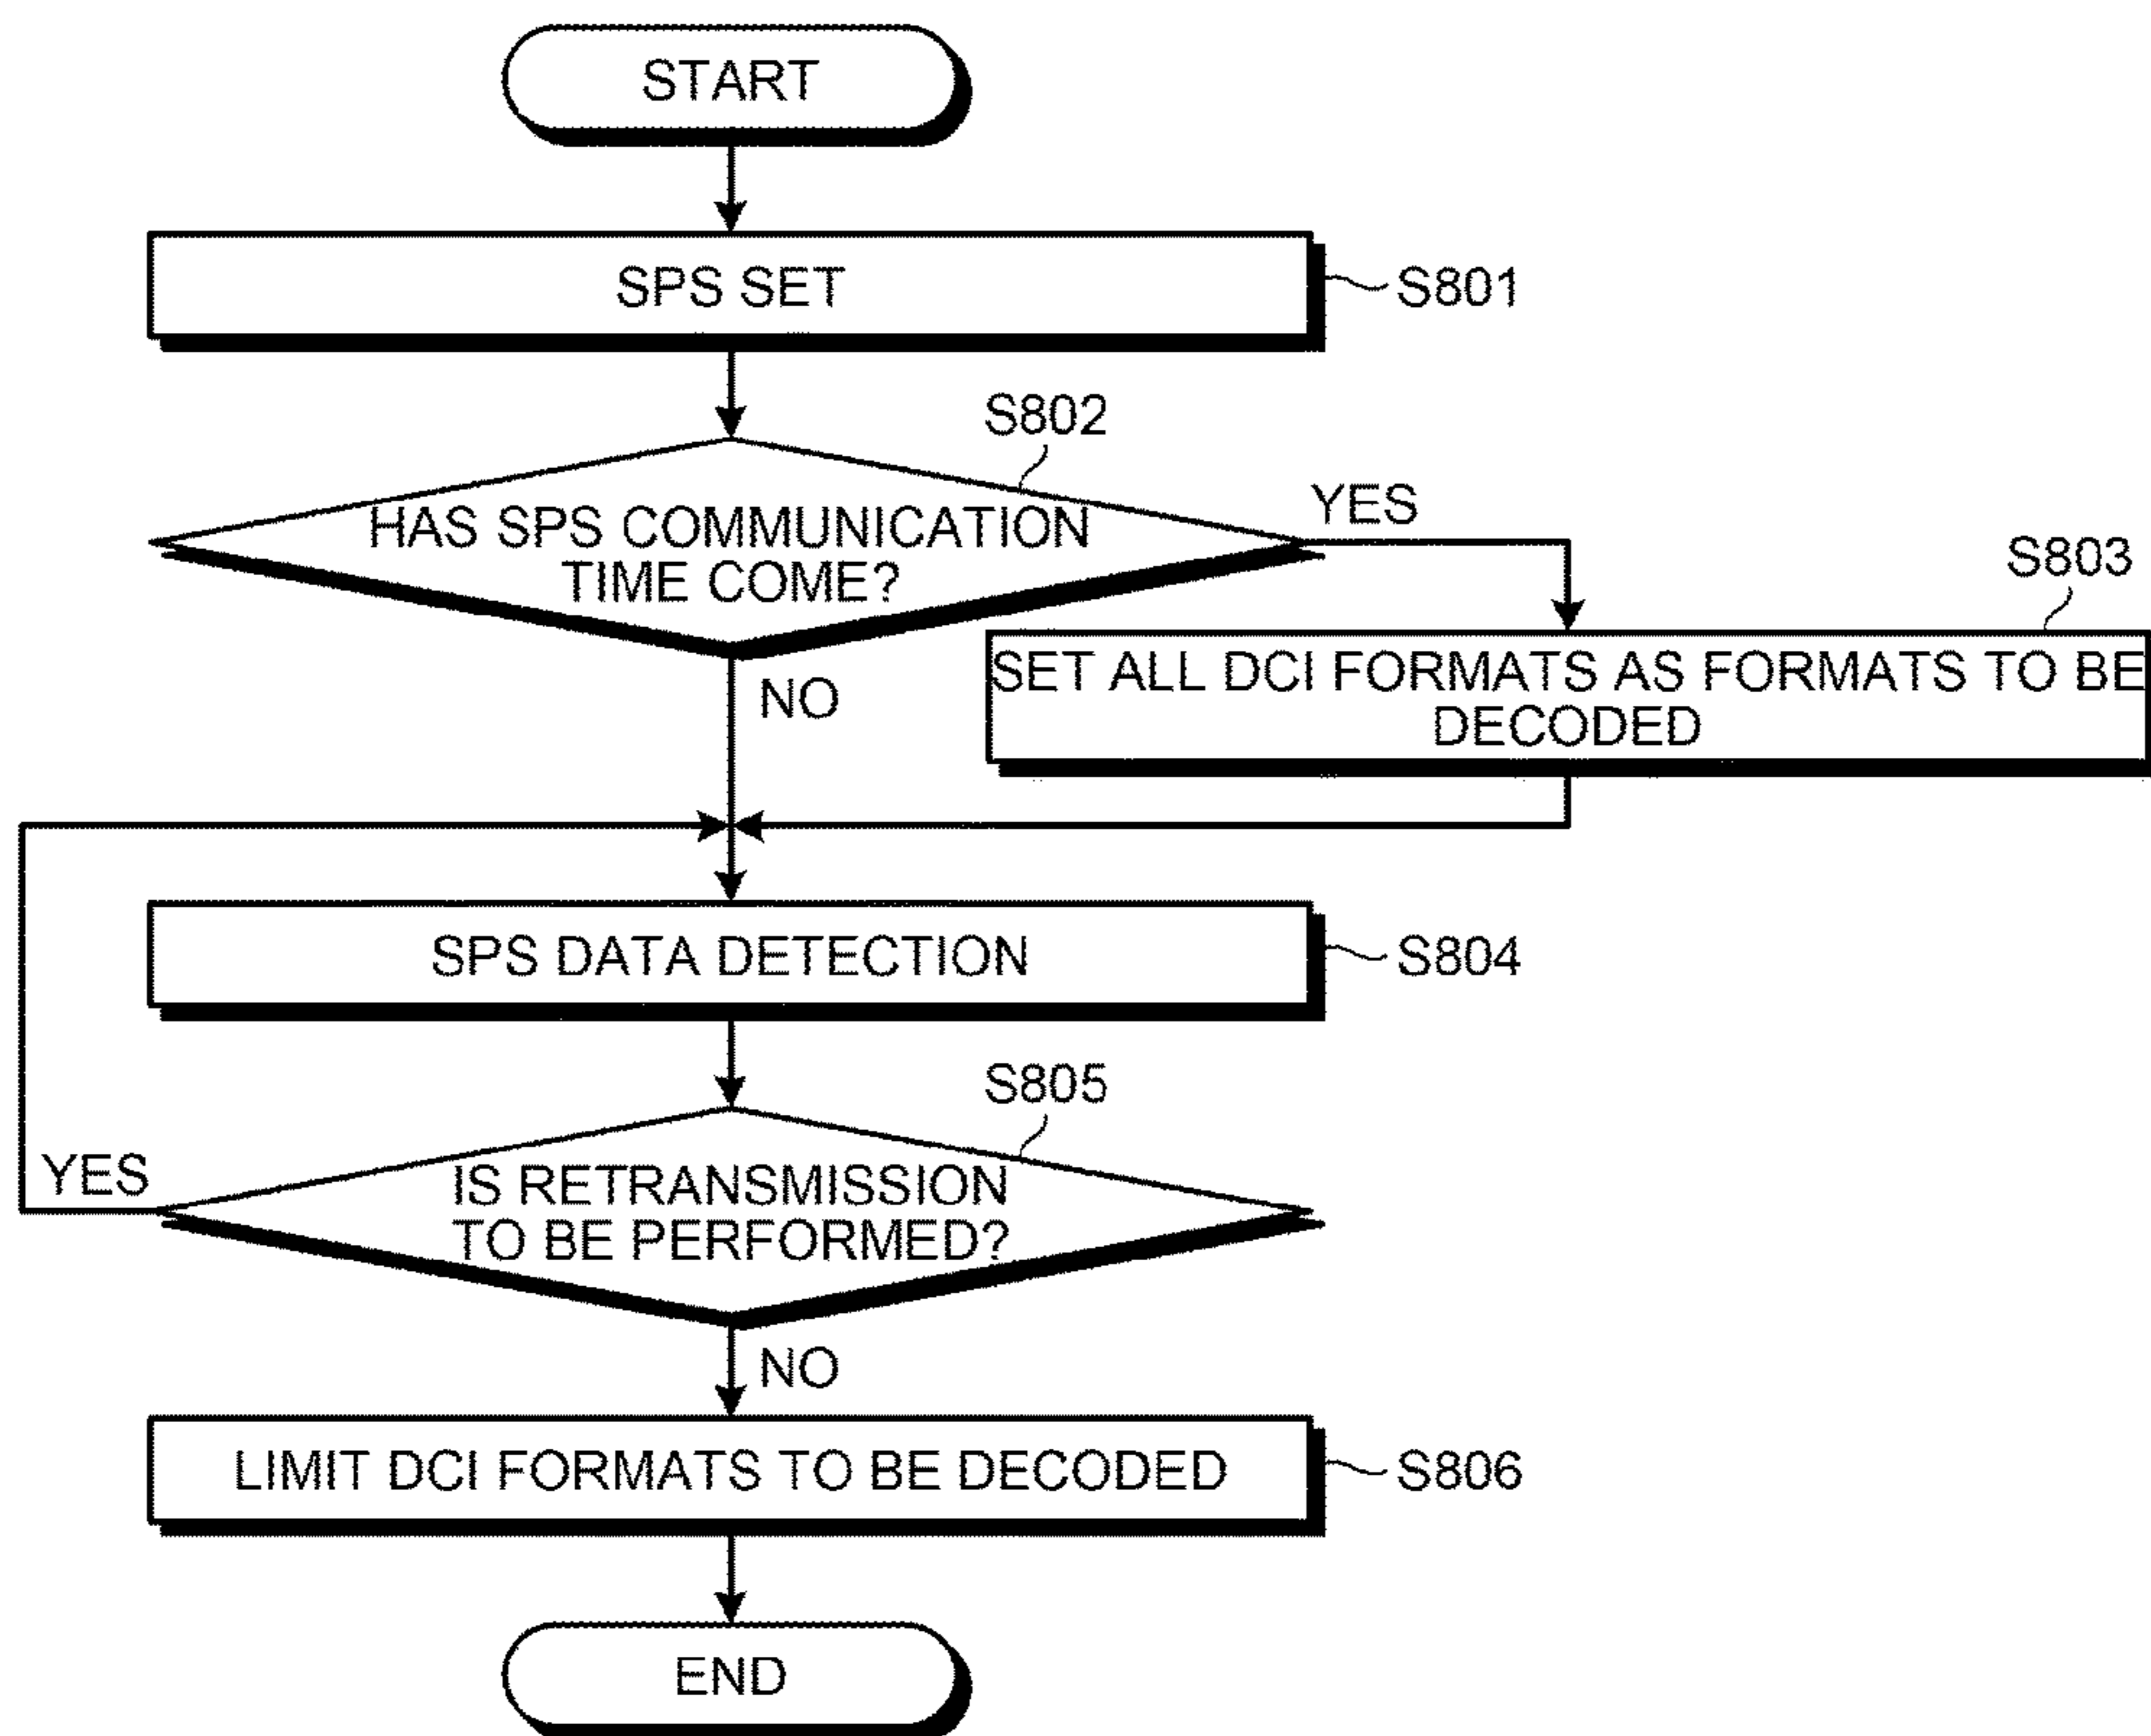 START
SPS SET
S801
S802
HAS SPS COMMUNICATION
TIME COME?
YES
S803
SET ALL DCI FORMATS AS FORMATS TO BE
DECODED
NO
SPS DATA DETECTION
S804
S805
IS RETRANSMISSION
TO BE PERFORMED?
YES
NO
LIMIT DCI FORMATS TO BE DECODED
S806
END